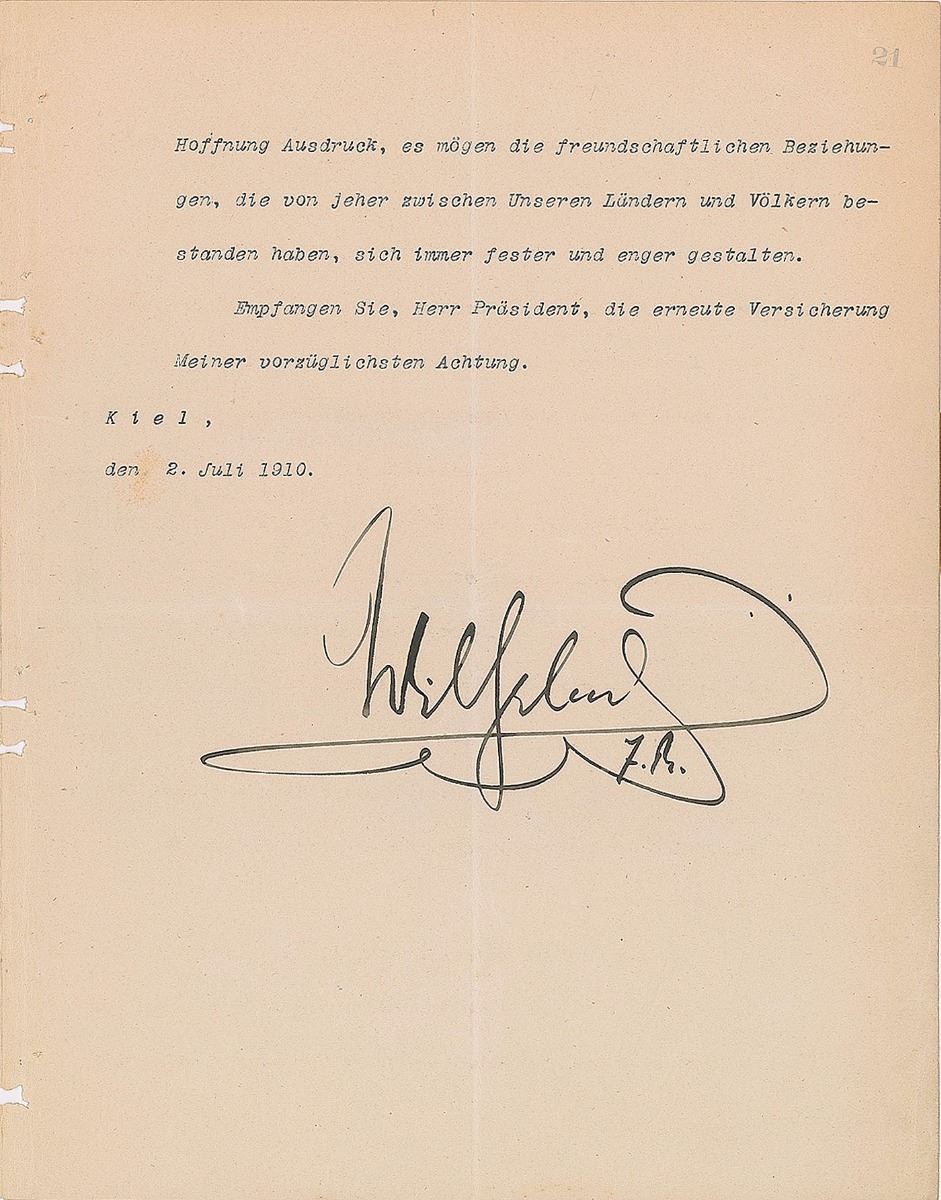 21
Hoffnung Ausdruck, es mögen die freundschaftlichen Beziehun-
gen, die von jeher zwischen Unseren Ländern und Völkern be-
standen haben, sich immer fester und enger gestalten.
Empfangen Sie, Herr Präsident, die erneute Versicherung
Meiner vorzüglichsten Achtung.
K i e l ,
den 2. Juli 1910.
Wilhelm
I.R.